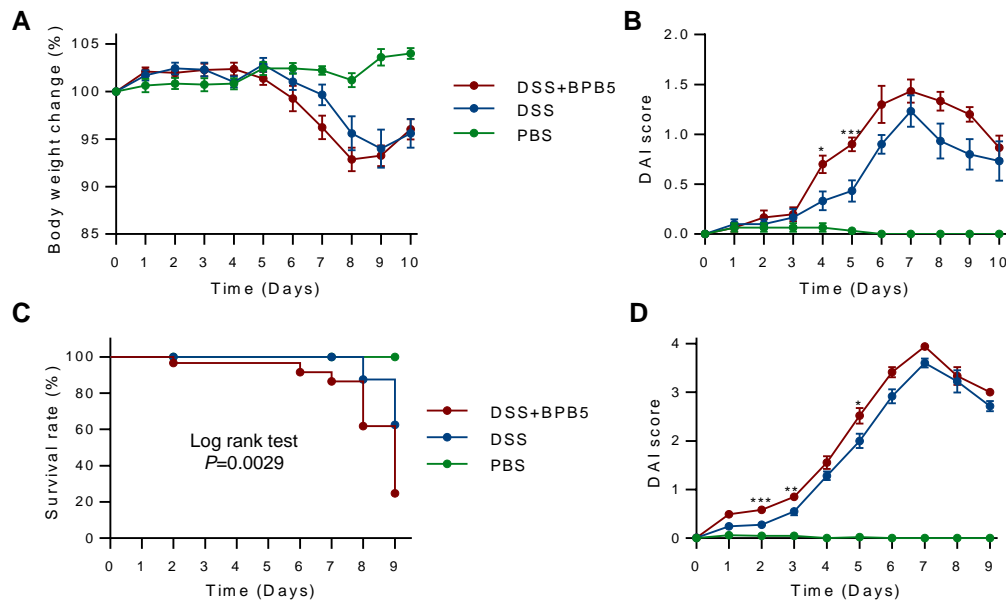 A
Body weight change (%)
105
100
95
90
85
0 1 2 3 4 5 6 7 8 9 10
Time (Days)
DSS+BPB5
DSS
PBS
B
DAI score
2.0
1.5
1.0
0.5
0.0
*
***
0 1 2 3 4 5 6 7 8 9 10
Time (Days)
C
Survival rate (%)
100
80
60
40
20
0
Log rank test
P=0.0029
0 1 2 3 4 5 6 7 8 9
Time (Days)
DSS+BPB5
DSS
PBS
D
DAI score
4
3
2
1
0
***
**
*
0 1 2 3 4 5 6 7 8 9
Time (Days)